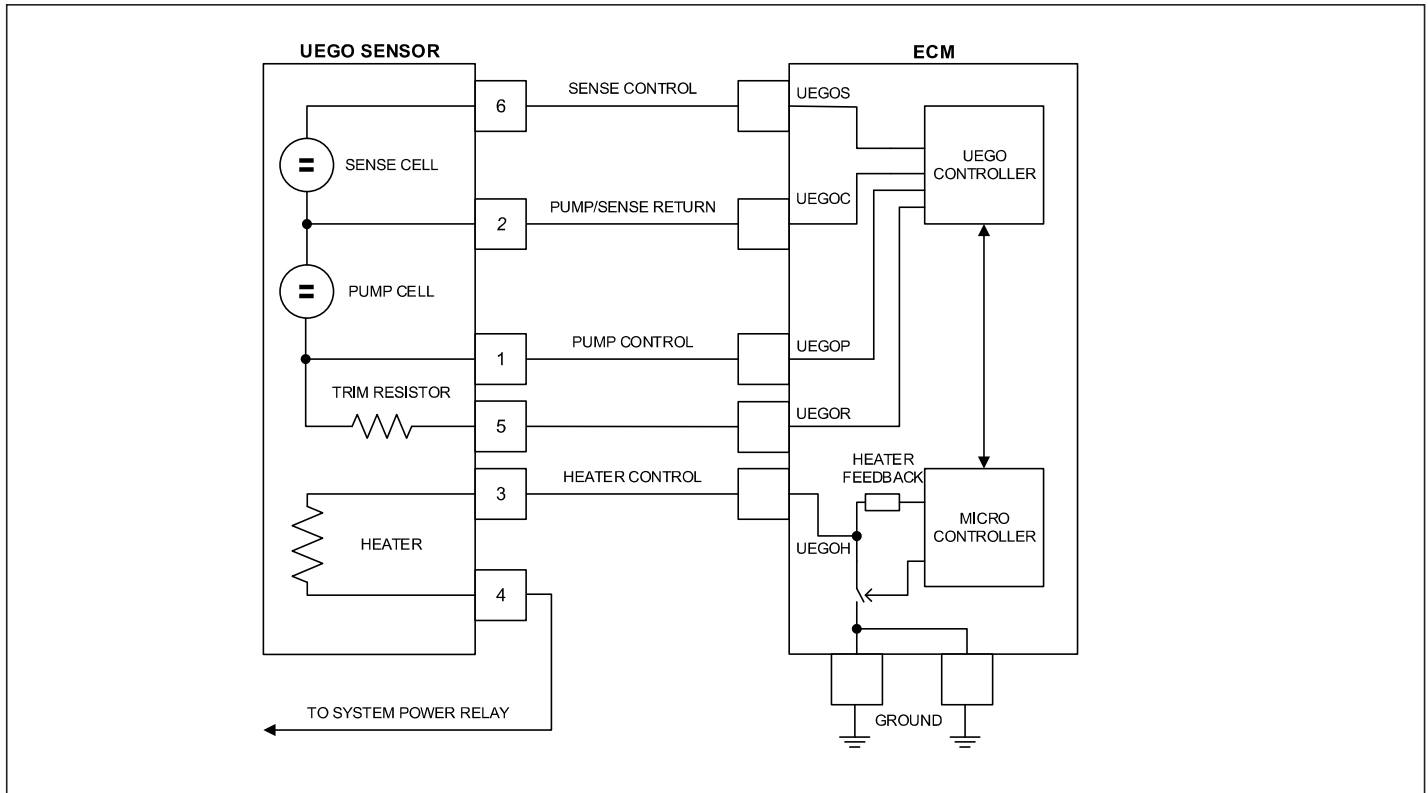 UEGO SENSOR
ECM
6
SENSE CONTROL
UEGOS
SENSE CELL
UEGO
CONTROLLER
2
PUMP/SENSE RETURN
UEGOC
PUMP CELL
1
PUMP CONTROL
UEGOP
TRIM RESISTOR
5
UEGOR
3
HEATER CONTROL
HEATER
FEEDBACK
HEATER
UEGOH
MICRO
CONTROLLER
4
TO SYSTEM POWER RELAY
GROUND